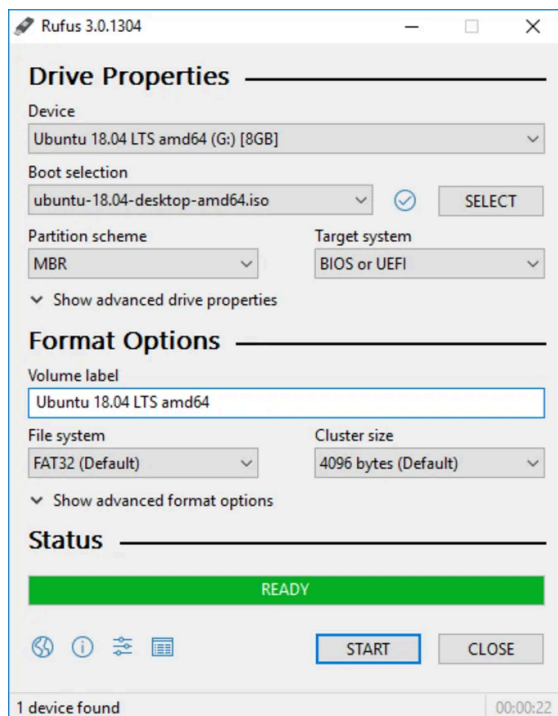 Rufus 3.0.1304
Drive Properties
Device
Ubuntu 18.04 LTS amd64 (G:) [8GB]
Boot selection
ubuntu-18.04-desktop-amd64.iso
SELECT
Partition scheme
Target system
MBR
BIOS or UEFI
Show advanced drive properties
Format Options
Volume label
Ubuntu 18.04 LTS amd64
File system
Cluster size
FAT32 (Default)
4096 bytes (Default)
Show advanced format options
Status
READY
START
CLOSE
1 device found
00:00:22